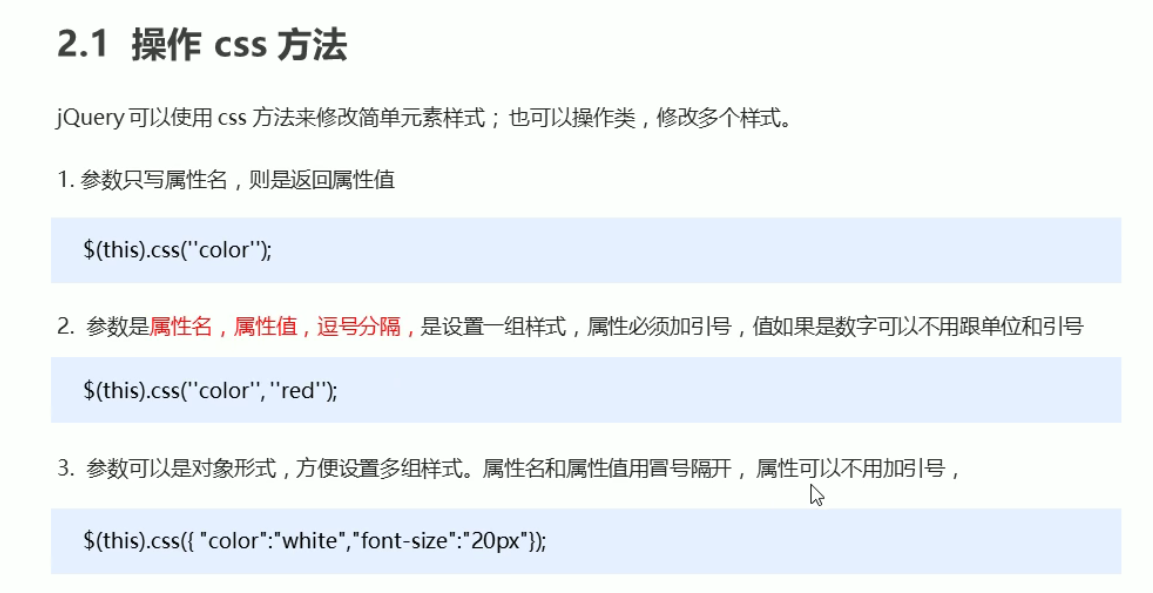 2.1 操作 css 方法
jQuery 可以使用 css 方法来修改简单元素样式； 也可以操作类，修改多个样式。
1. 参数只写属性名，则是返回属性值
$(this).css(''color'');
2. 参数是属性名，属性值，逗号分隔，是设置一组样式，属性必须加引号，值如果是数字可以不用跟单位和引号
$(this).css(''color'', ''red'');
3. 参数可以是对象形式，方便设置多组样式。属性名和属性值用冒号隔开， 属性可以不用加引号，
$(this).css({ "color":"white","font-size":"20px"});